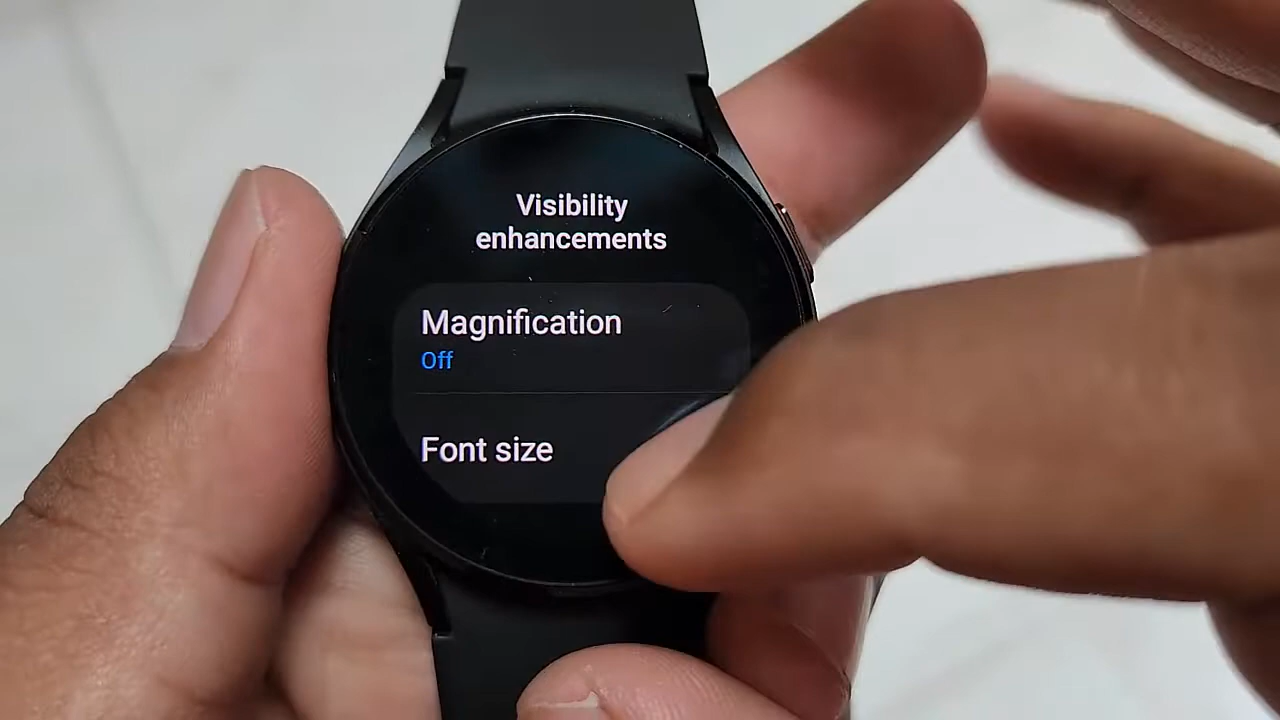 Visibility
enhancements
Magnification
Off
Font size